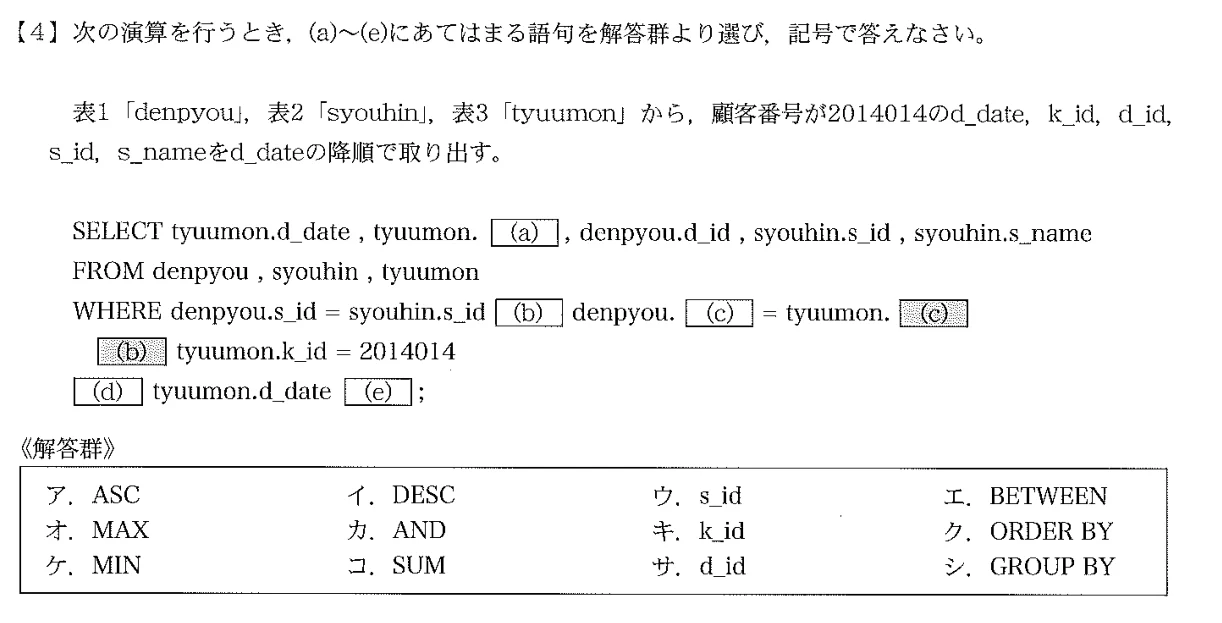 【4】次の演算を行うとき，(a)～(e)にあてはまる語句を解答群より選び，記号で答えなさい。
表1「denpyou」，表2「syouhin」，表3「tyuumon」から，顧客番号が2014014のd_date，k_id，d_id，
s_id，s_nameをd_dateの降順で取り出す。
SELECT tyuumon.d_date , tyuumon. (a) , denpyou.d_id , syouhin.s_id , syouhin.s_name
FROM denpyou , syouhin , tyuumon
WHERE denpyou.s_id = syouhin.s_id (b) denpyou. (c) = tyuumon. (c)
(b) tyuumon.k_id = 2014014
(d) tyuumon.d_date (e) ;
《解答群》
ア．ASC イ．DESC ウ．s_id エ．BETWEEN
オ．MAX カ．AND キ．k_id ク．ORDER BY
ケ．MIN コ．SUM サ．d_id シ．GROUP BY